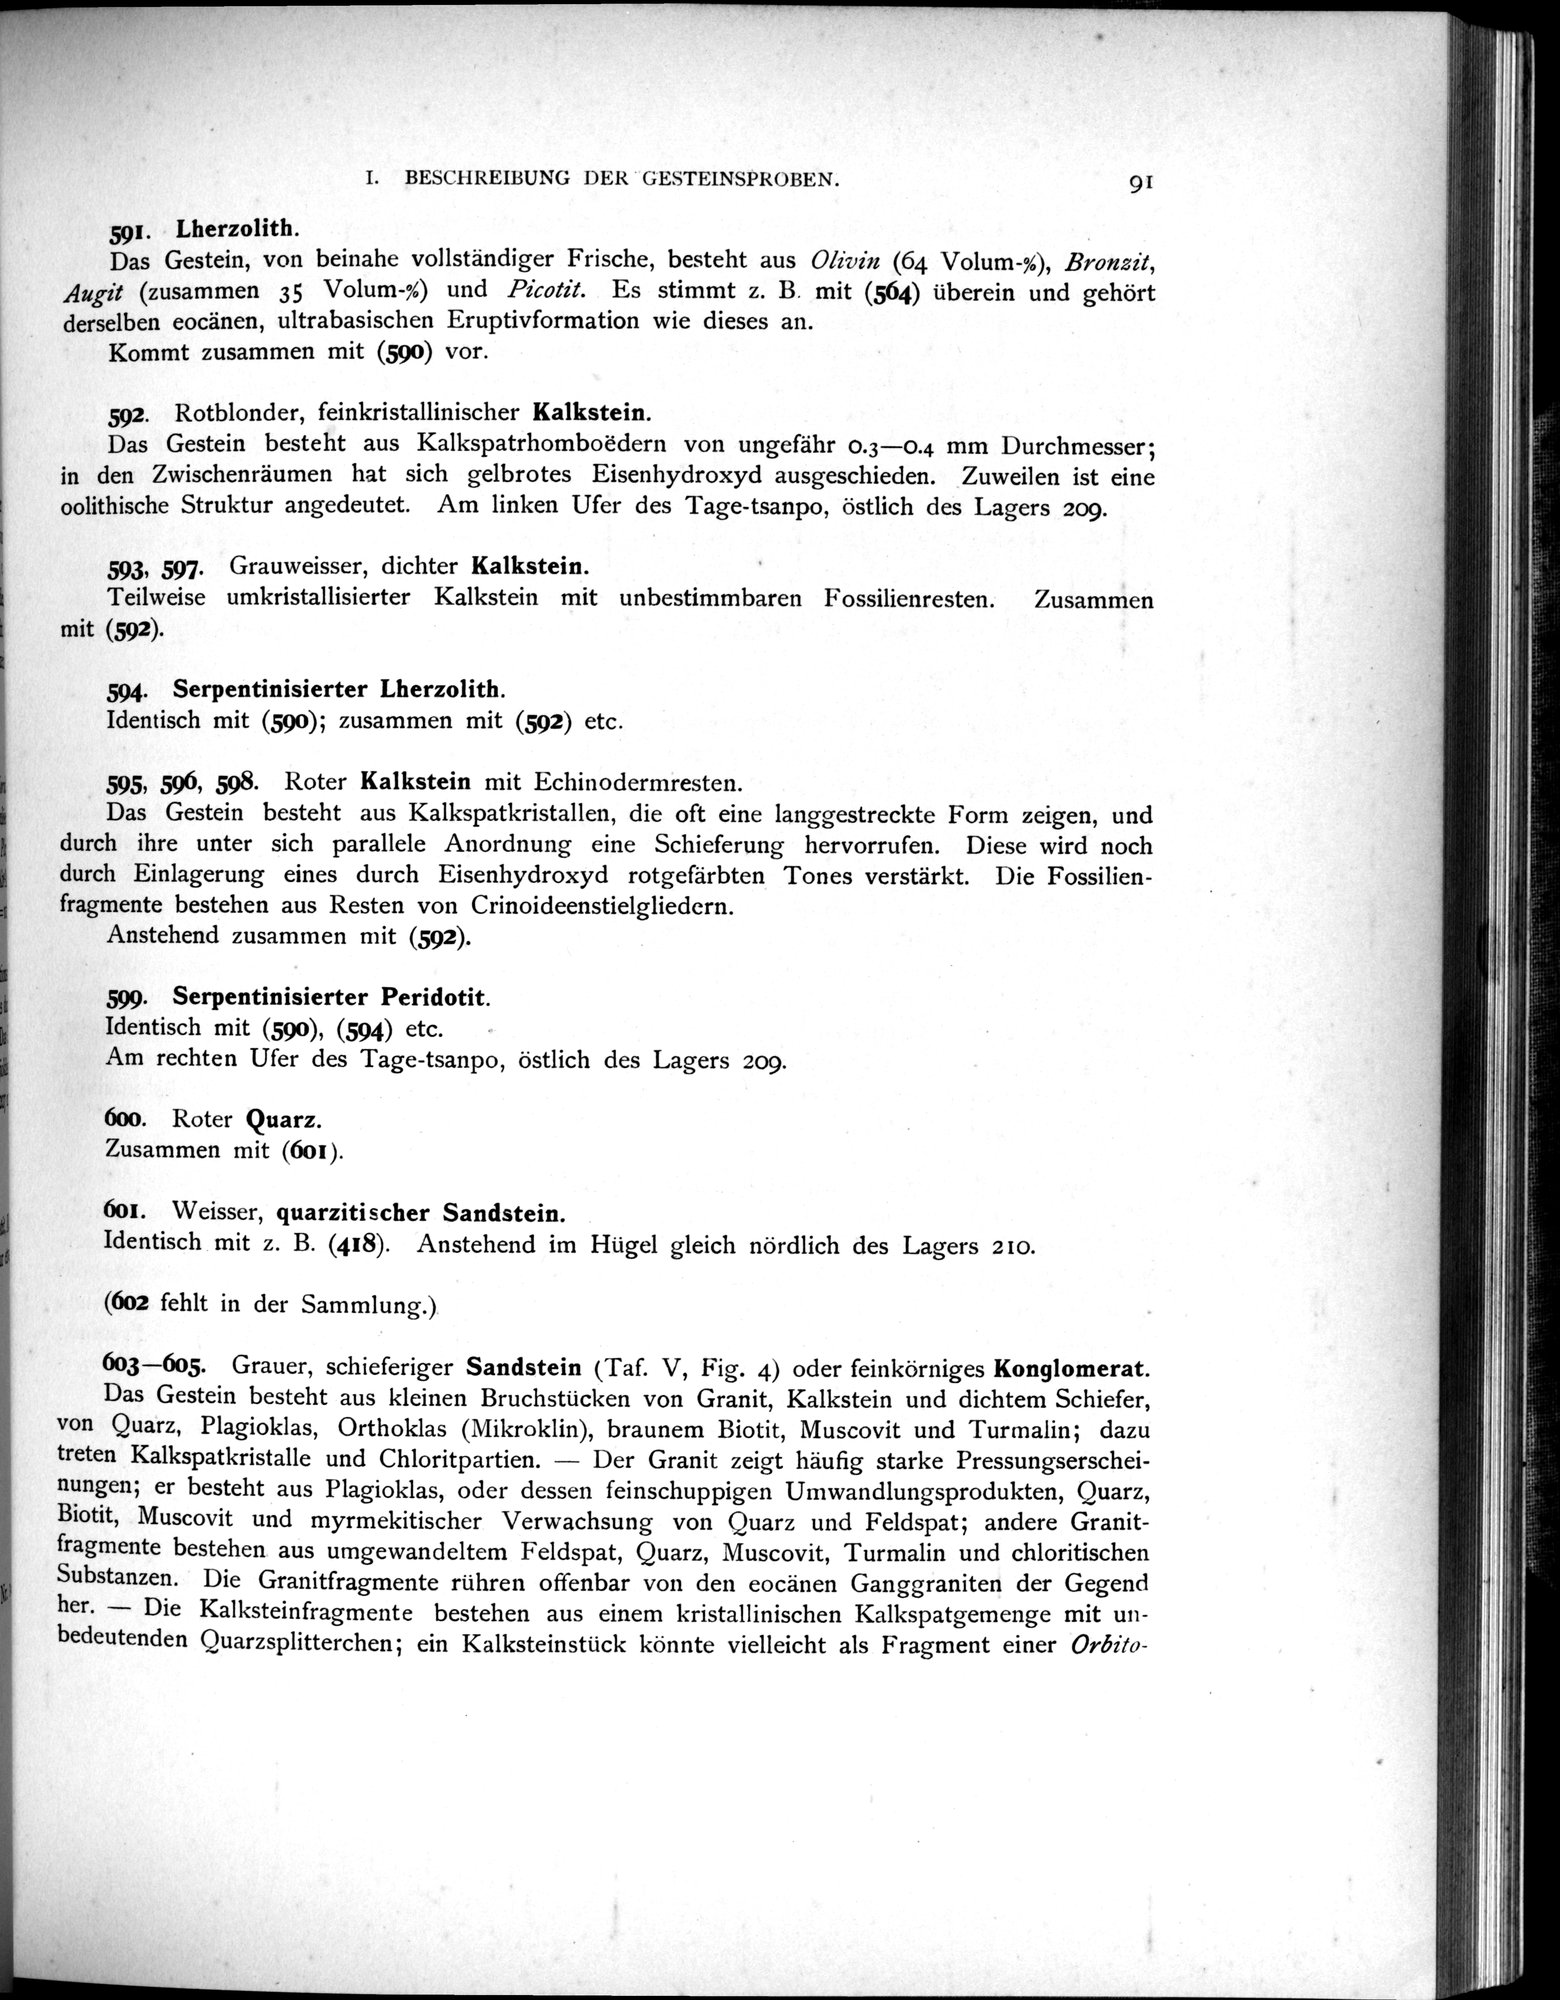 I. BESCHREIBUNG DER GESTEINSPROBEN. 91
591. Lherzolith.
Das Gestein, von beinahe vollständiger Frische, besteht aus Olivin (64 Volum-%), Bronzit,
Augit (zusammen 35 Volum-%) und Picotit. Es stimmt z. B. mit (564) überein und gehört
derselben eocänen, ultrabasischen Eruptivformation wie dieses an.
Kommt zusammen mit (590) vor.
592. Rotblonder, feinkristallinischer Kalkstein.
Das Gestein besteht aus Kalkspatrhomboëdern von ungefähr 0.3—0.4 mm Durchmesser;
in den Zwischenräumen hat sich gelbrotes Eisenhydroxyd ausgeschieden. Zuweilen ist eine
oolithische Struktur angedeutet. Am linken Ufer des Tage-tsanpo, östlich des Lagers 209.
593, 597. Grauweisser, dichter Kalkstein.
Teilweise umkristallisierter Kalkstein mit unbestimmbaren Fossilienresten. Zusammen
mit (592).
594. Serpentinisierter Lherzolith.
Identisch mit (590); zusammen mit (592) etc.
595, 596, 598. Roter Kalkstein mit Echinodermresten.
Das Gestein besteht aus Kalkspatkristallen, die oft eine langgestreckte Form zeigen, und
durch ihre unter sich parallele Anordnung eine Schieferung hervorrufen. Diese wird noch
durch Einlagerung eines durch Eisenhydroxyd rotgefärbten Tones verstärkt. Die Fossilien-
fragmente bestehen aus Resten von Crinoideenstielgliedern.
Anstehend zusammen mit (592).
599. Serpentinisierter Peridotit.
Identisch mit (590), (594) etc.
Am rechten Ufer des Tage-tsanpo, östlich des Lagers 209.
600. Roter Quarz.
Zusammen mit (601).
601. Weisser, quarzitischer Sandstein.
Identisch mit z. B. (418). Anstehend im Hügel gleich nördlich des Lagers 210.
(602 fehlt in der Sammlung.)
603—605. Grauer, schieferiger Sandstein (Taf. V, Fig. 4) oder feinkörniges Konglomerat.
Das Gestein besteht aus kleinen Bruchstücken von Granit, Kalkstein und dichtem Schiefer,
von Quarz, Plagioklas, Orthoklas (Mikroklin), braunem Biotit, Muscovit und Turmalin; dazu
treten Kalkspatkristalle und Chloritpartien. — Der Granit zeigt häufig starke Pressungserschei-
nungen; er besteht aus Plagioklas, oder dessen feinschuppigen Umwandlungsprodukten, Quarz,
Biotit, Muscovit und myrmekitischer Verwachsung von Quarz und Feldspat; andere Granit-
fragmente bestehen aus umgewandeltem Feldspat, Quarz, Muscovit, Turmalin und chloritischen
Substanzen. Die Granitfragmente rühren offenbar von den eocänen Ganggraniten der Gegend
her. — Die Kalksteinfragmente bestehen aus einem kristallinischen Kalkspatgemenge mit un-
bedeutenden Quarzsplitterchen; ein Kalksteinstück könnte vielleicht als Fragment einer Orbito-